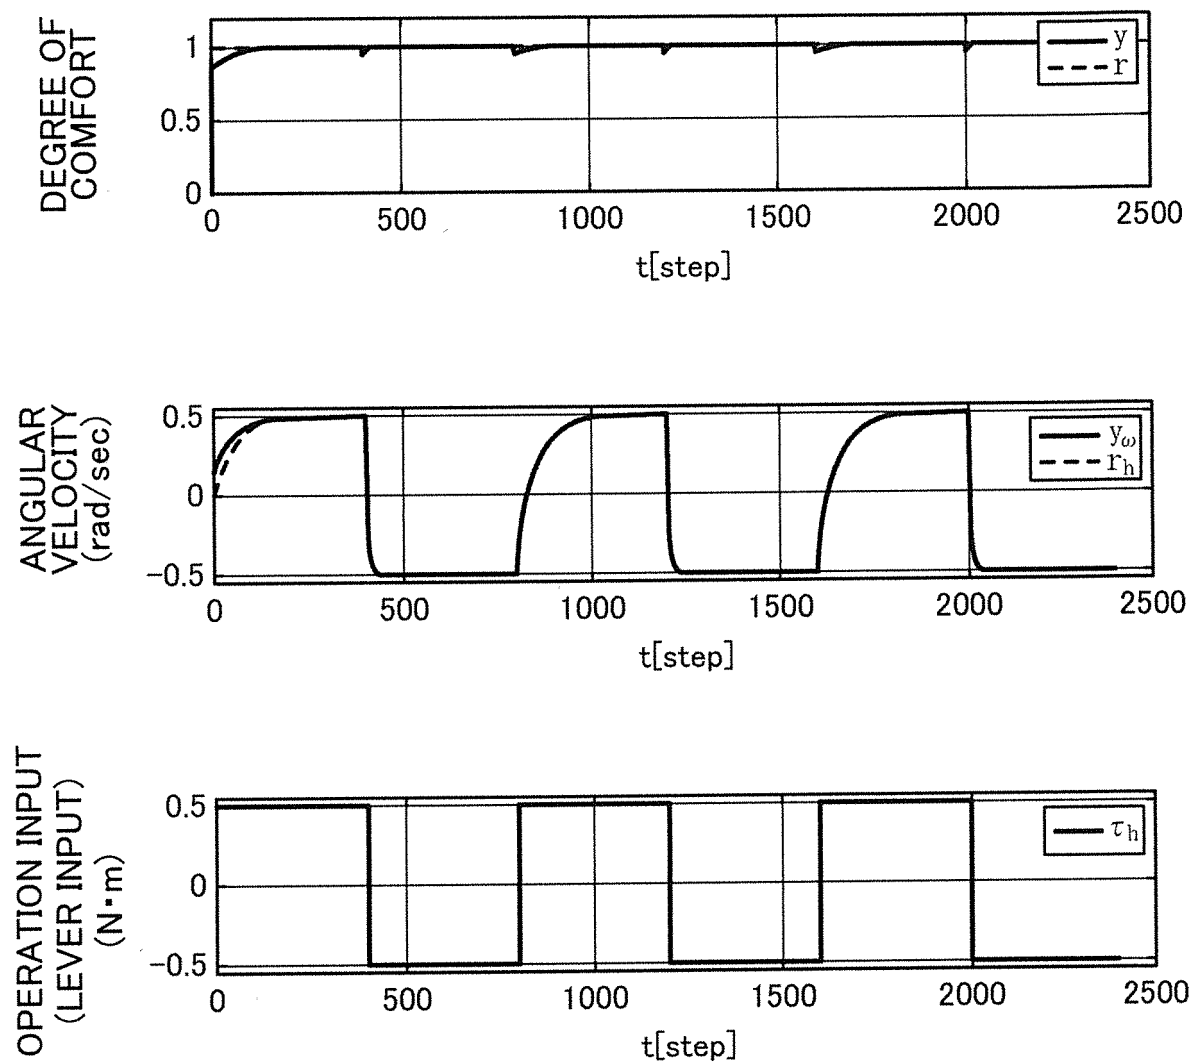 DEGREE OF
COMFORT
1
0.5
0
y
r
0 500 1000 1500 2000 2500
t[step]
ANGULAR
VELOCITY
(rad/sec)
0.5
0
−0.5
yω
rh
0 500 1000 1500 2000 2500
t[step]
OPERATION INPUT
(LEVER INPUT)
(N・m)
0.5
0
−0.5
τh
0 500 1000 1500 2000 2500
t[step]